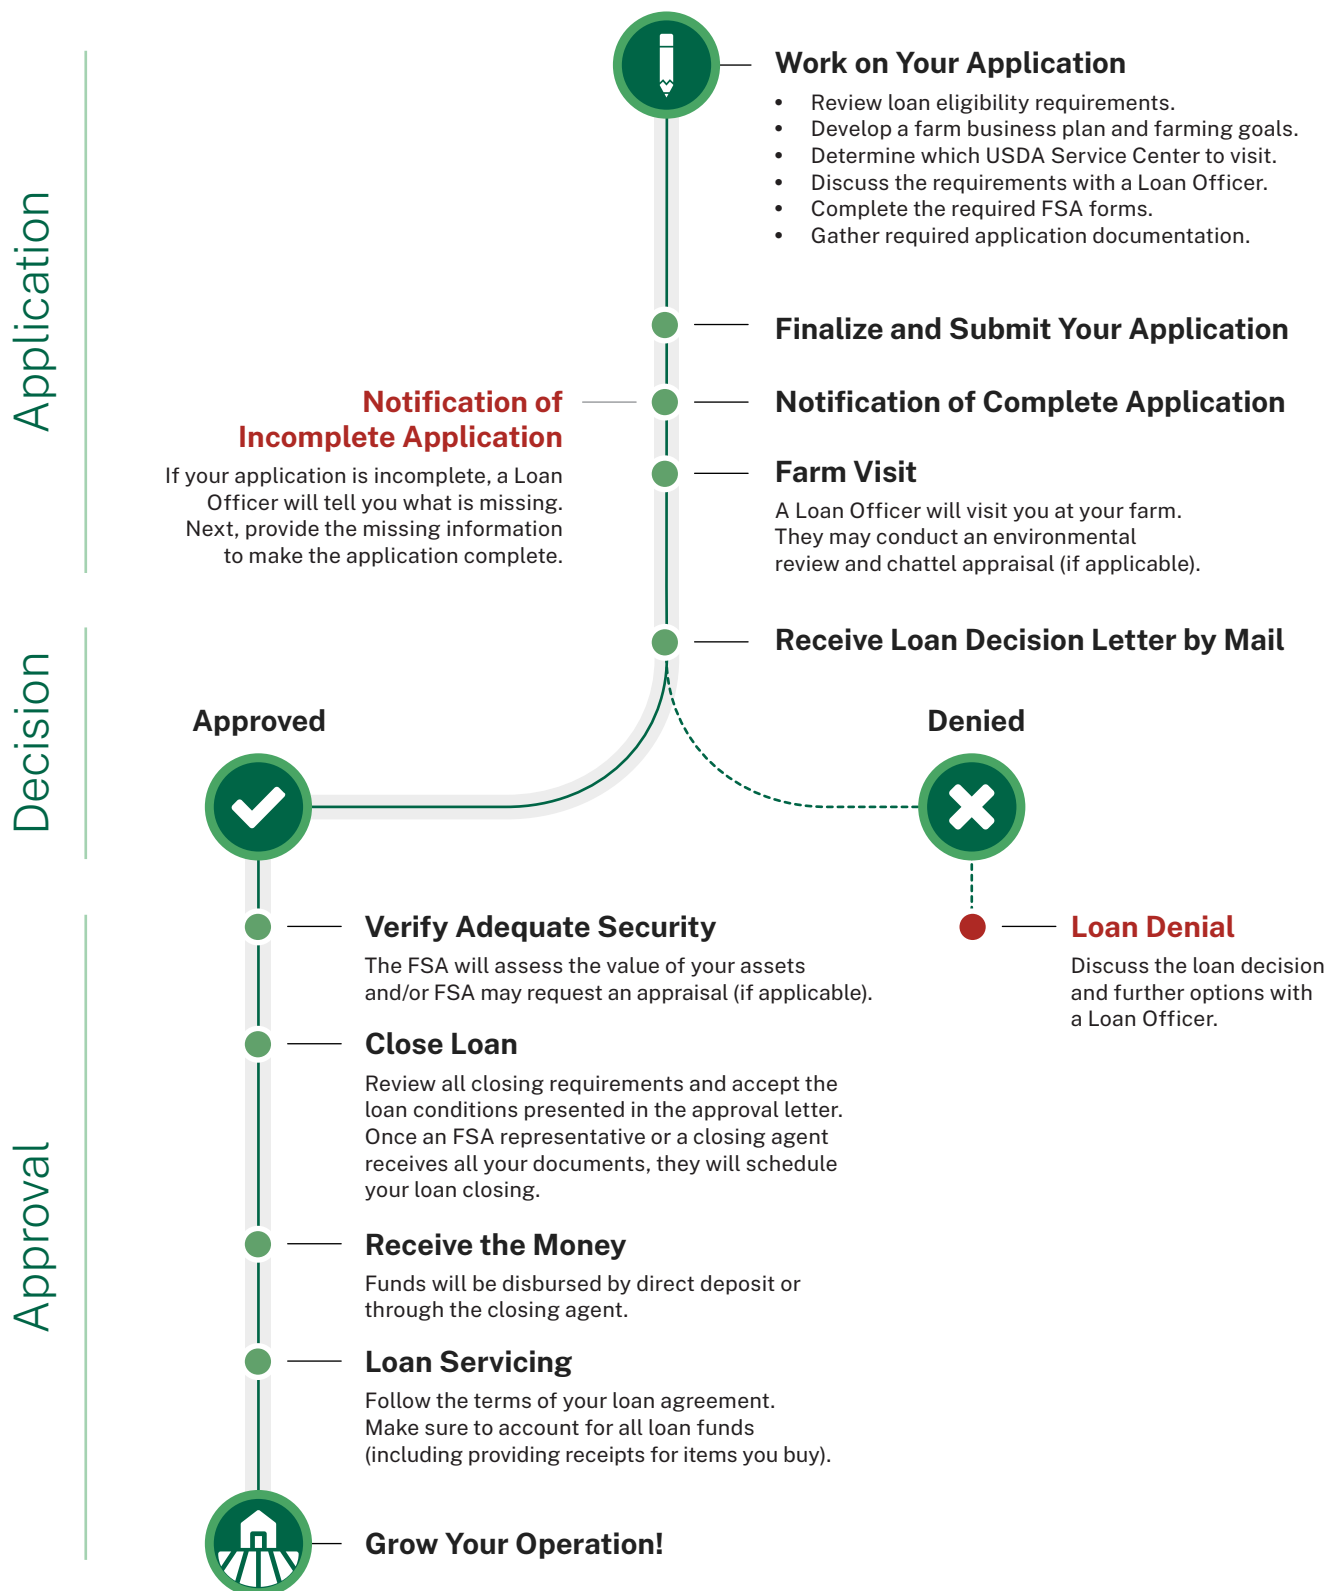 Application
Work on Your Application
• Review loan eligibility requirements.
• Develop a farm business plan and farming goals.
• Determine which USDA Service Center to visit.
• Discuss the requirements with a Loan Officer.
• Complete the required FSA forms.
• Gather required application documentation.
Finalize and Submit Your Application
Notification of
Incomplete Application
If your application is incomplete, a Loan
Officer will tell you what is missing.
Next, provide the missing information
to make the application complete.
Notification of Complete Application
Farm Visit
A Loan Officer will visit you at your farm.
They may conduct an environmental
review and chattel appraisal (if applicable).
Decision
Receive Loan Decision Letter by Mail
Approved
Denied
Approval
Verify Adequate Security
The FSA will assess the value of your assets
and/or FSA may request an appraisal (if applicable).
Loan Denial
Discuss the loan decision
and further options with
a Loan Officer.
Close Loan
Review all closing requirements and accept the
loan conditions presented in the approval letter.
Once an FSA representative or a closing agent
receives all your documents, they will schedule
your loan closing.
Receive the Money
Funds will be disbursed by direct deposit or
through the closing agent.
Loan Servicing
Follow the terms of your loan agreement.
Make sure to account for all loan funds
(including providing receipts for items you buy).
Grow Your Operation!